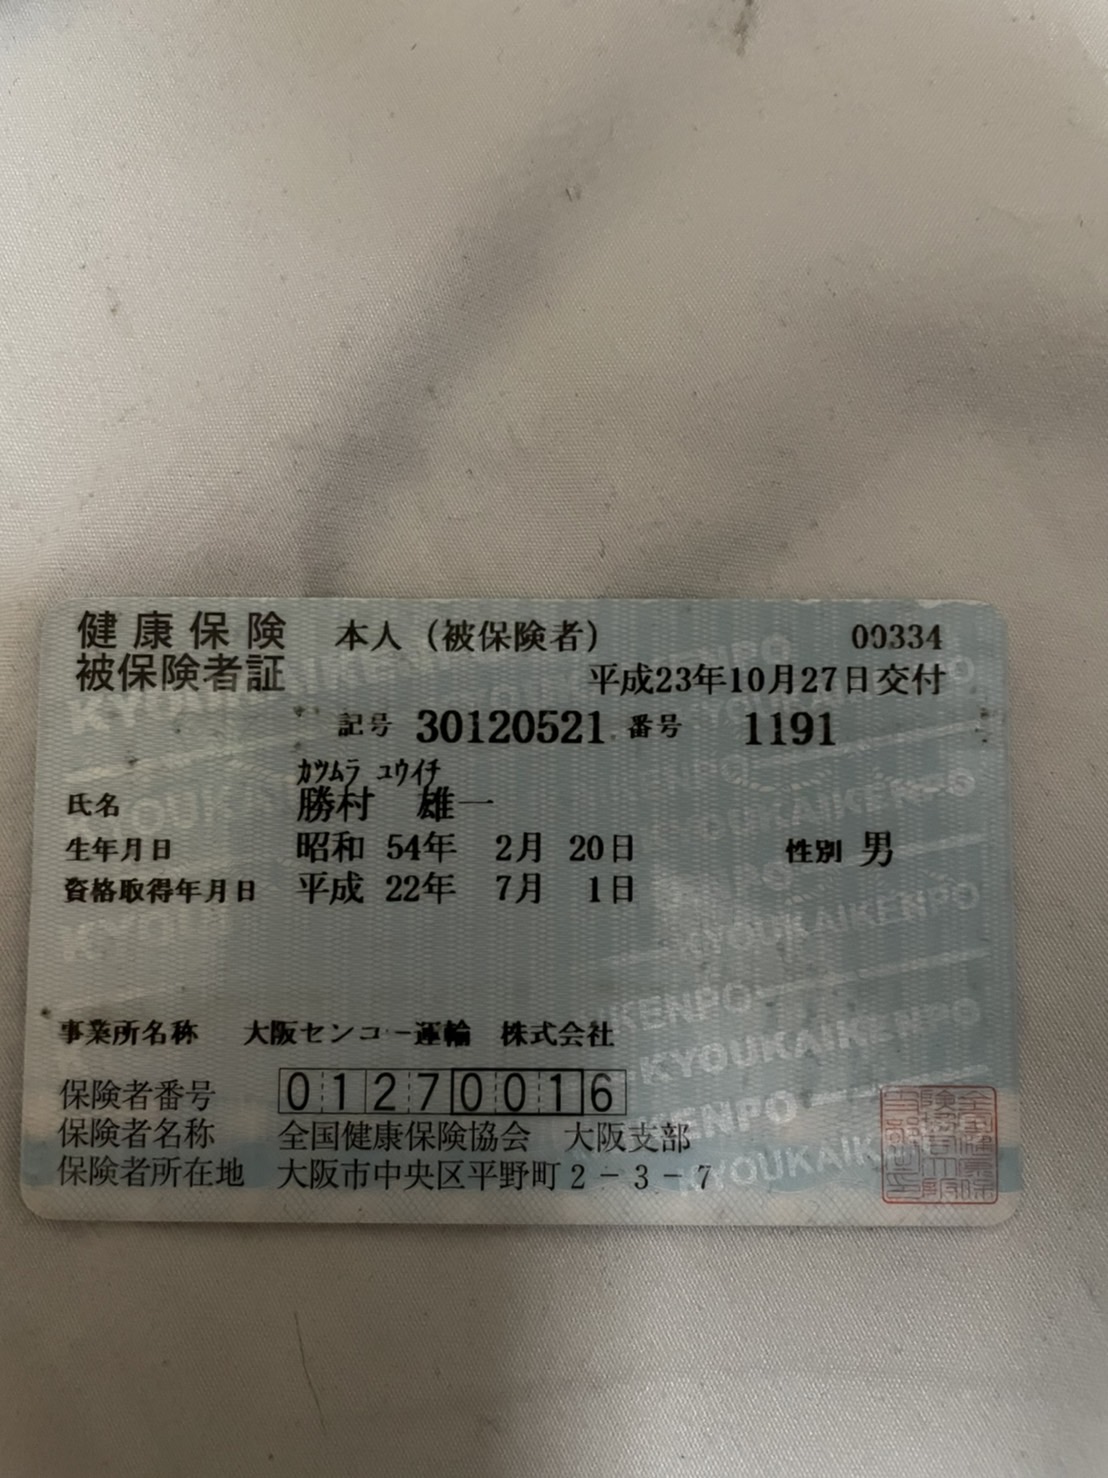 健康保険 本人（被保険者） 00334
被保険者証 平成23年10月27日交付
記号 30120521 番号 1191
カツムラ ユウイチ
氏名 勝村 雄一
生年月日 昭和 54年 2月 20日 性別 男
資格取得年月日 平成 22年 7月 1日
事業所名称 大阪センコー運輸 株式会社
保険者番号 01270016
保険者名称 全国健康保険協会 大阪支部
保険者所在地 大阪市中央区平野町2-3-7
KYOUKAIKENPO
KYOUKAIKENPO